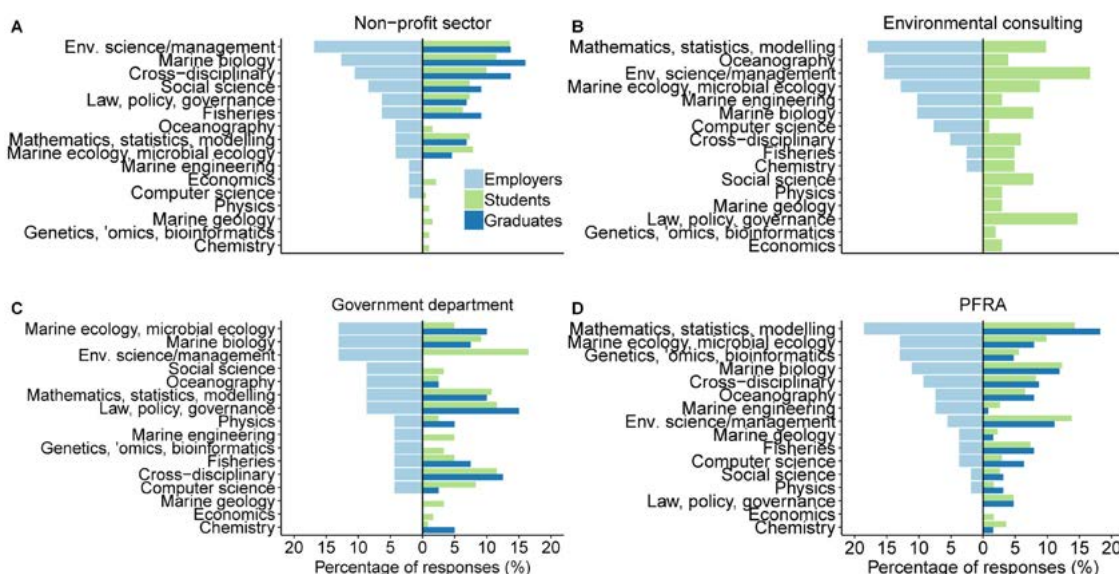 A
Non-profit sector
Env. science/management
Marine biology
Cross-disciplinary
Social science
Law, policy, governance
Fisheries
Oceanography
Mathematics, statistics, modelling
Marine ecology, microbial ecology
Marine engineering
Economics
Computer science
Physics
Marine geology
Genetics, 'omics, bioinformatics
Chemistry
Employers
Students
Graduates
B
Environmental consulting
Mathematics, statistics, modelling
Oceanography
Env. science/management
Marine ecology, microbial ecology
Marine engineering
Marine biology
Computer science
Cross-disciplinary
Fisheries
Chemistry
Social science
Physics
Marine geology
Law, policy, governance
Genetics, 'omics, bioinformatics
Economics
C
Government department
Marine ecology, microbial ecology
Marine biology
Env. science/management
Social science
Oceanography
Mathematics, statistics, modelling
Law, policy, governance
Physics
Marine engineering
Genetics, 'omics, bioinformatics
Fisheries
Cross-disciplinary
Computer science
Marine geology
Economics
Chemistry
20 15 10 5 0 5 10 15 20
Percentage of responses (%)
D
PFRA
Mathematics, statistics, modelling
Marine ecology, microbial ecology
Genetics, 'omics, bioinformatics
Marine biology
Cross-disciplinary
Oceanography
Marine engineering
Env. science/management
Marine geology
Fisheries
Computer science
Social science
Physics
Law, policy, governance
Economics
Chemistry
20 15 10 5 0 5 10 15 20
Percentage of responses (%)